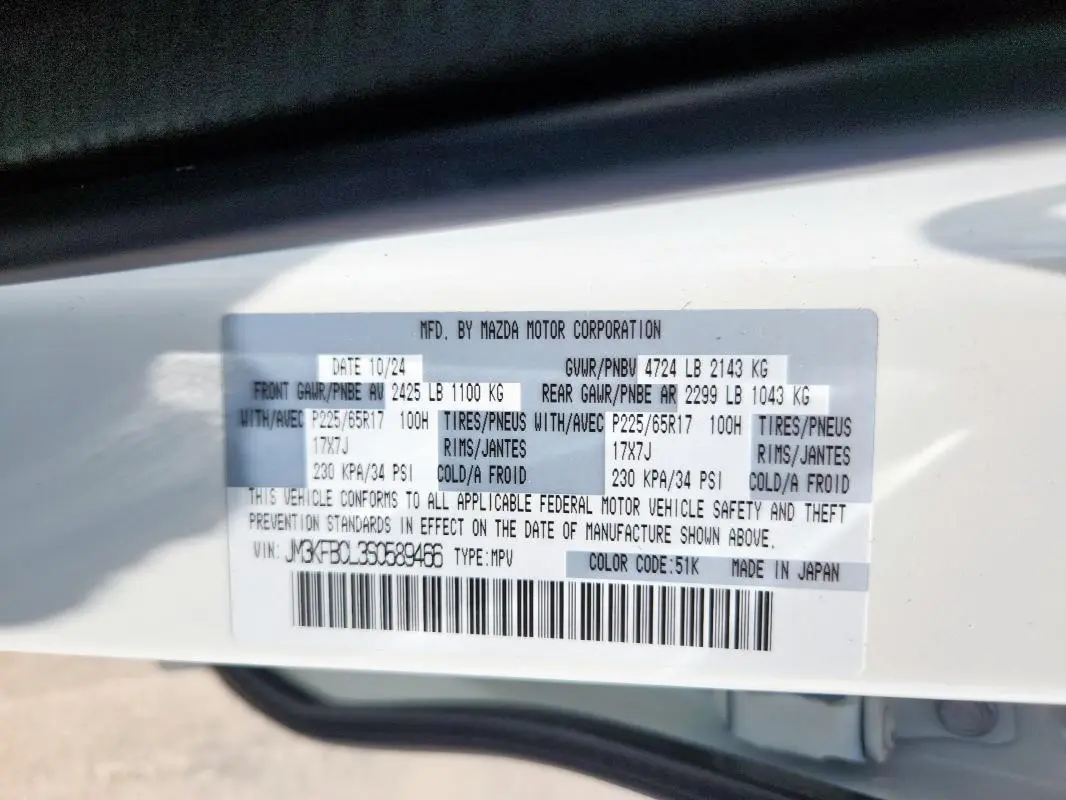 MFD. BY MAZDA MOTOR CORPORATION
DATE 10/24 GVWR/PNBV 4724 LB 2143 KG
FRONT GAWR/PNBE AV 2425 LB 1100 KG REAR GAWR/PNBE AR 2299 LB 1043 KG
WITH/AVEC P225/65R17 100H TIRES/PNEUS WITH/AVEC P225/65R17 100H TIRES/PNEUS
17X7J RIMS/JANTES 17X7J RIMS/JANTES
230 KPA/34 PSI COLD/A FROID 230 KPA/34 PSI COLD/A FROID
THIS VEHICLE CONFORMS TO ALL APPLICABLE FEDERAL MOTOR VEHICLE SAFETY AND THEFT
PREVENTION STANDARDS IN EFFECT ON THE DATE OF MANUFACTURE SHOWN ABOVE.
VIN: JM3KFBCL3S0589466 TYPE:MPV COLOR CODE:51K MADE IN JAPAN